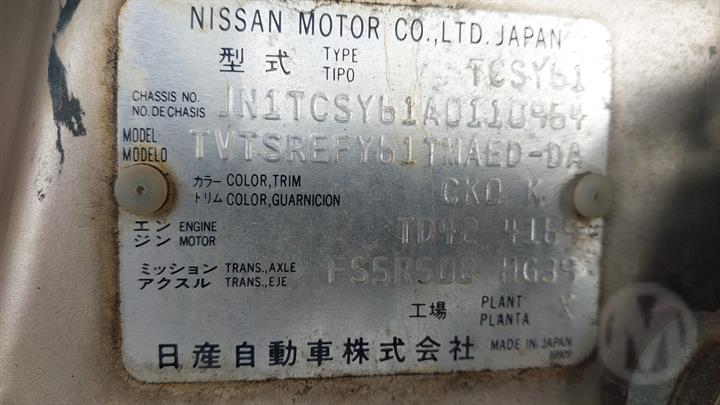 NISSAN MOTOR CO.,LTD. JAPAN
型式 TYPE TIPO TCSY61
CHASSIS NO. NO.DE CHASIS JN1TCSY61A0110964
MODEL MODELO TVTSREFY61TMAED-DA
カラー COLOR,TRIM トリム COLOR,GUARNICION CK0 K
エンジン ENGINE MOTOR TD42 4169
ミッション TRANS.,AXLE アクスル TRANS.,EJE FS5R50B HG39
工場 PLANT PLANTA X
日産自動車株式会社 MADE IN JAPAN
M